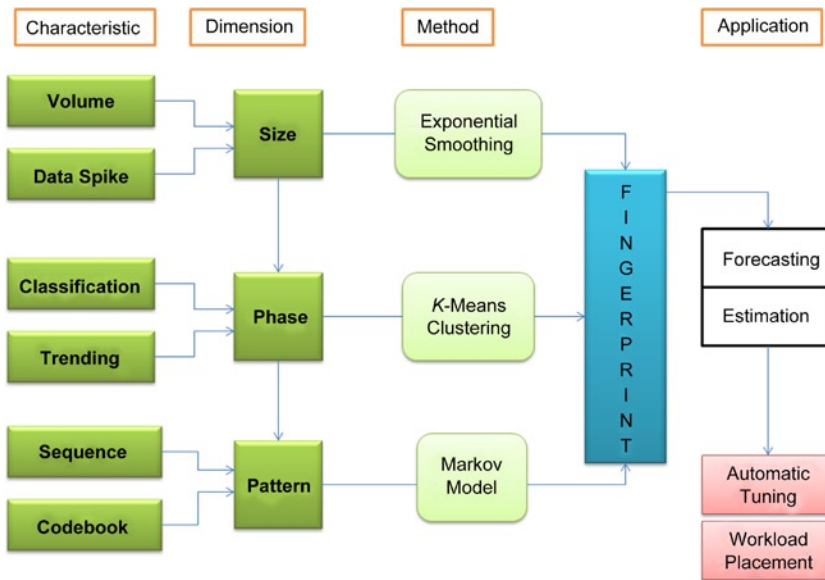 Characteristic
Dimension
Method
Application
Volume
Data Spike
Size
Exponential
Smoothing
Classification
Trending
Phase
K-Means
Clustering
Sequence
Codebook
Pattern
Markov
Model
FINGERPRINT
Forecasting
Estimation
Automatic
Tuning
Workload
Placement